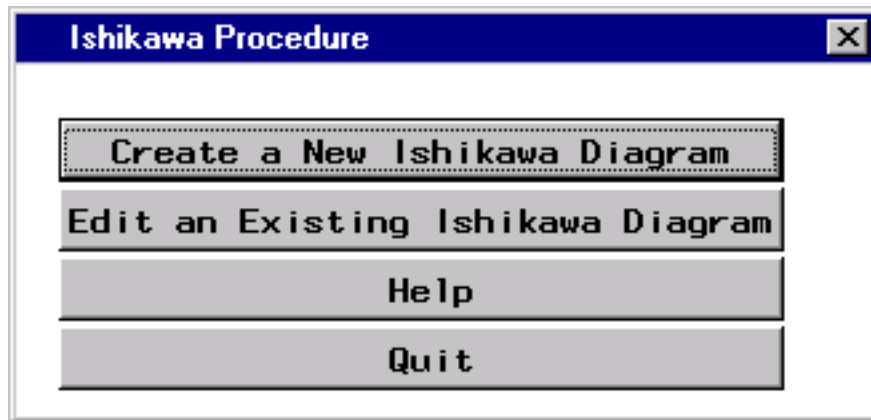 Ishikawa Procedure
Create a New Ishikawa Diagram
Edit an Existing Ishikawa Diagram
Help
Quit